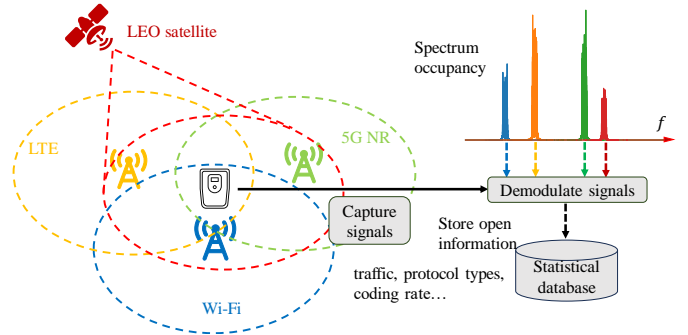 LEO satellite
Spectrum
occupancy
f
LTE
5G NR
Demodulate signals
Capture
signals
Store open
information
traffic, protocol types,
coding rate…
Statistical
database
Wi-Fi